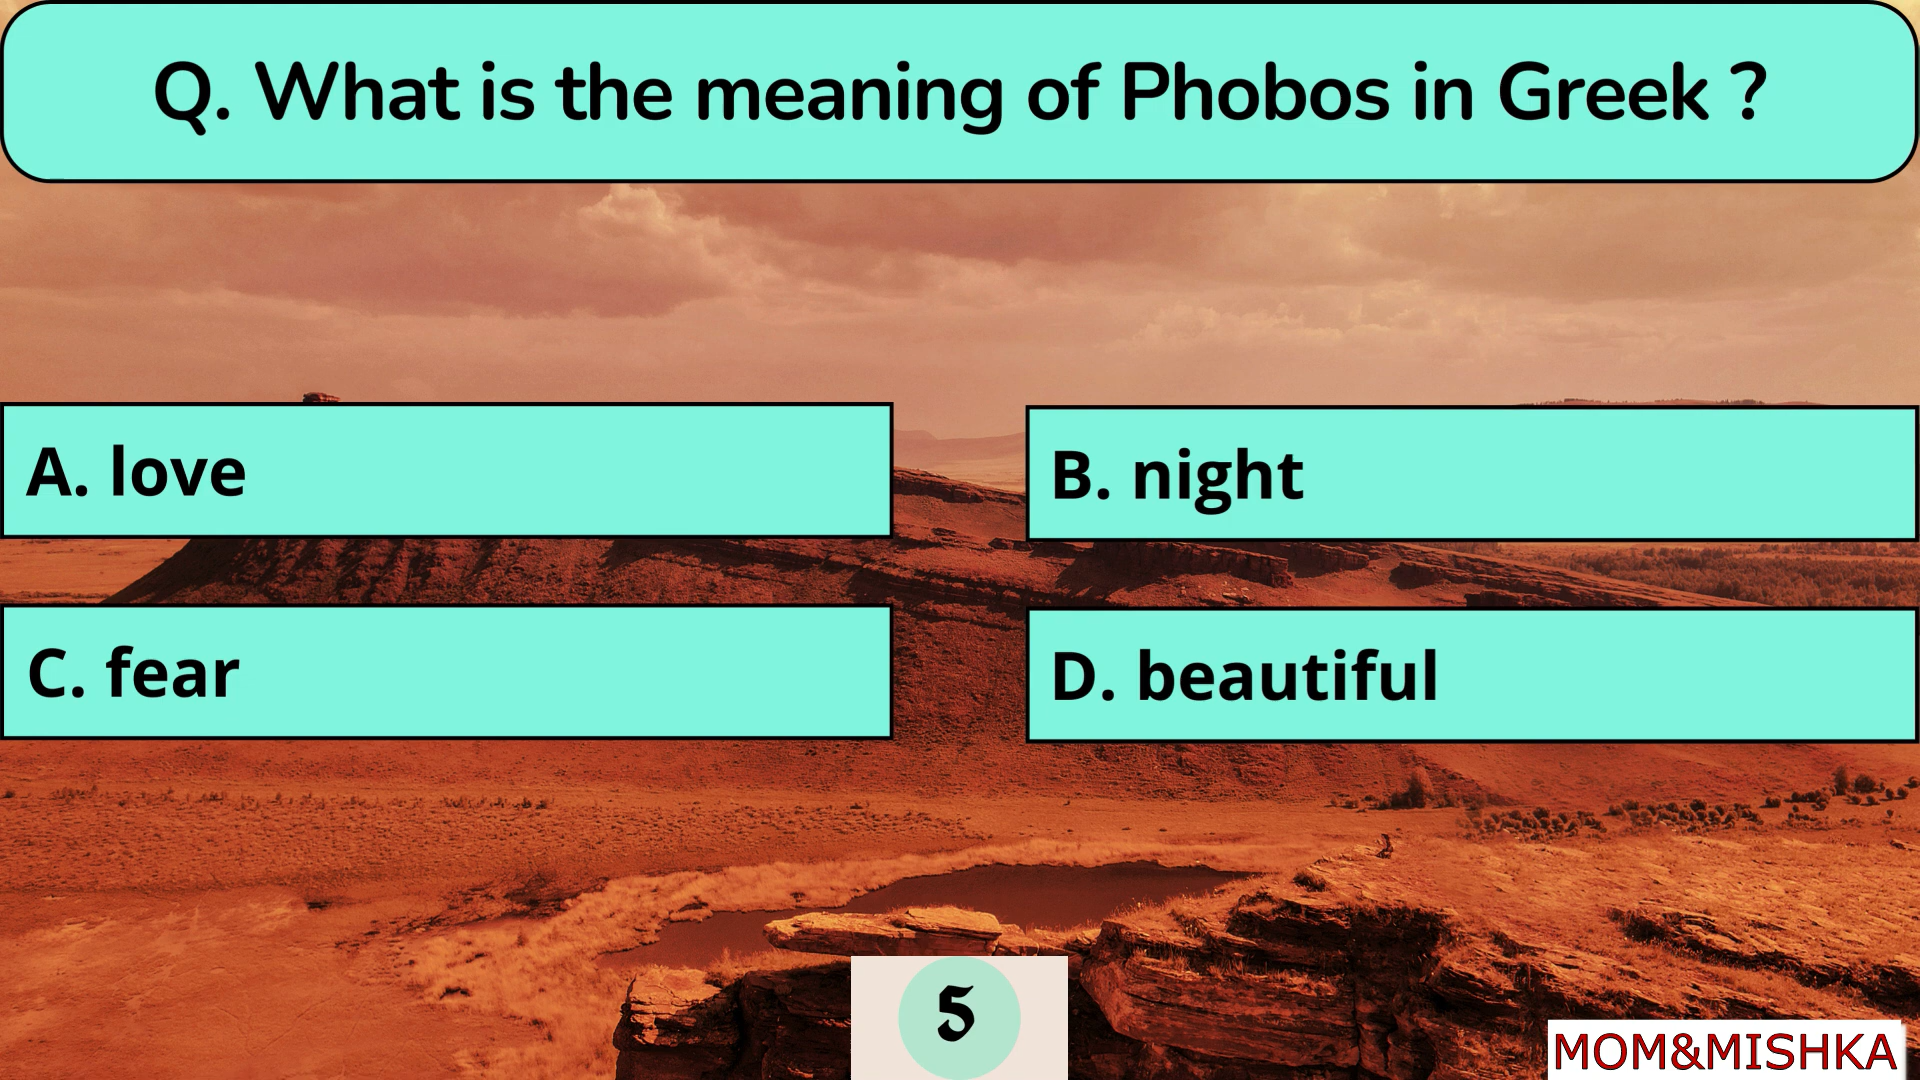 Q. What is the meaning of Phobos in Greek ?
A. love
B. night
C. fear
D. beautiful
5
MOM&MISHKA